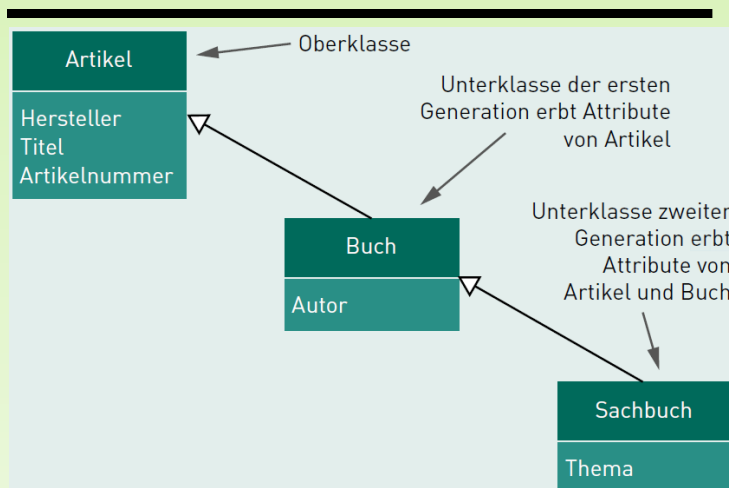 Artikel
Oberklasse
Hersteller
Titel
Artikelnummer
Unterklasse der ersten
Generation erbt Attribute
von Artikel
Buch
Autor
Unterklasse zweiter
Generation erbt
Attribute von
Artikel und Buch
Sachbuch
Thema